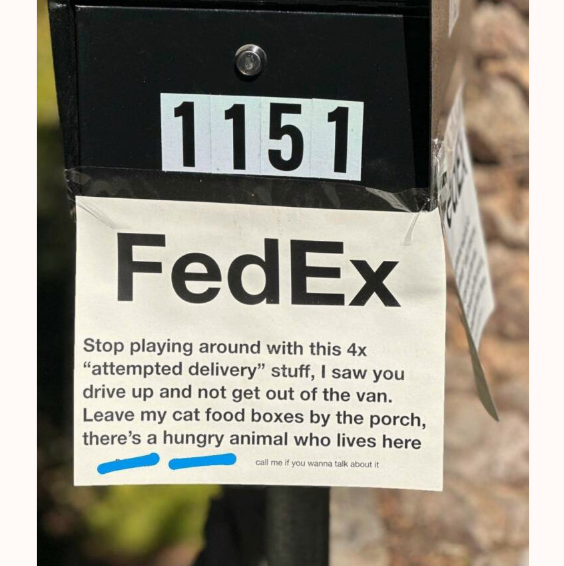 1151
FedEx
Stop playing around with this 4x
“attempted delivery” stuff, I saw you
drive up and not get out of the van.
Leave my cat food boxes by the porch,
there’s a hungry animal who lives here
call me if you wanna talk about it